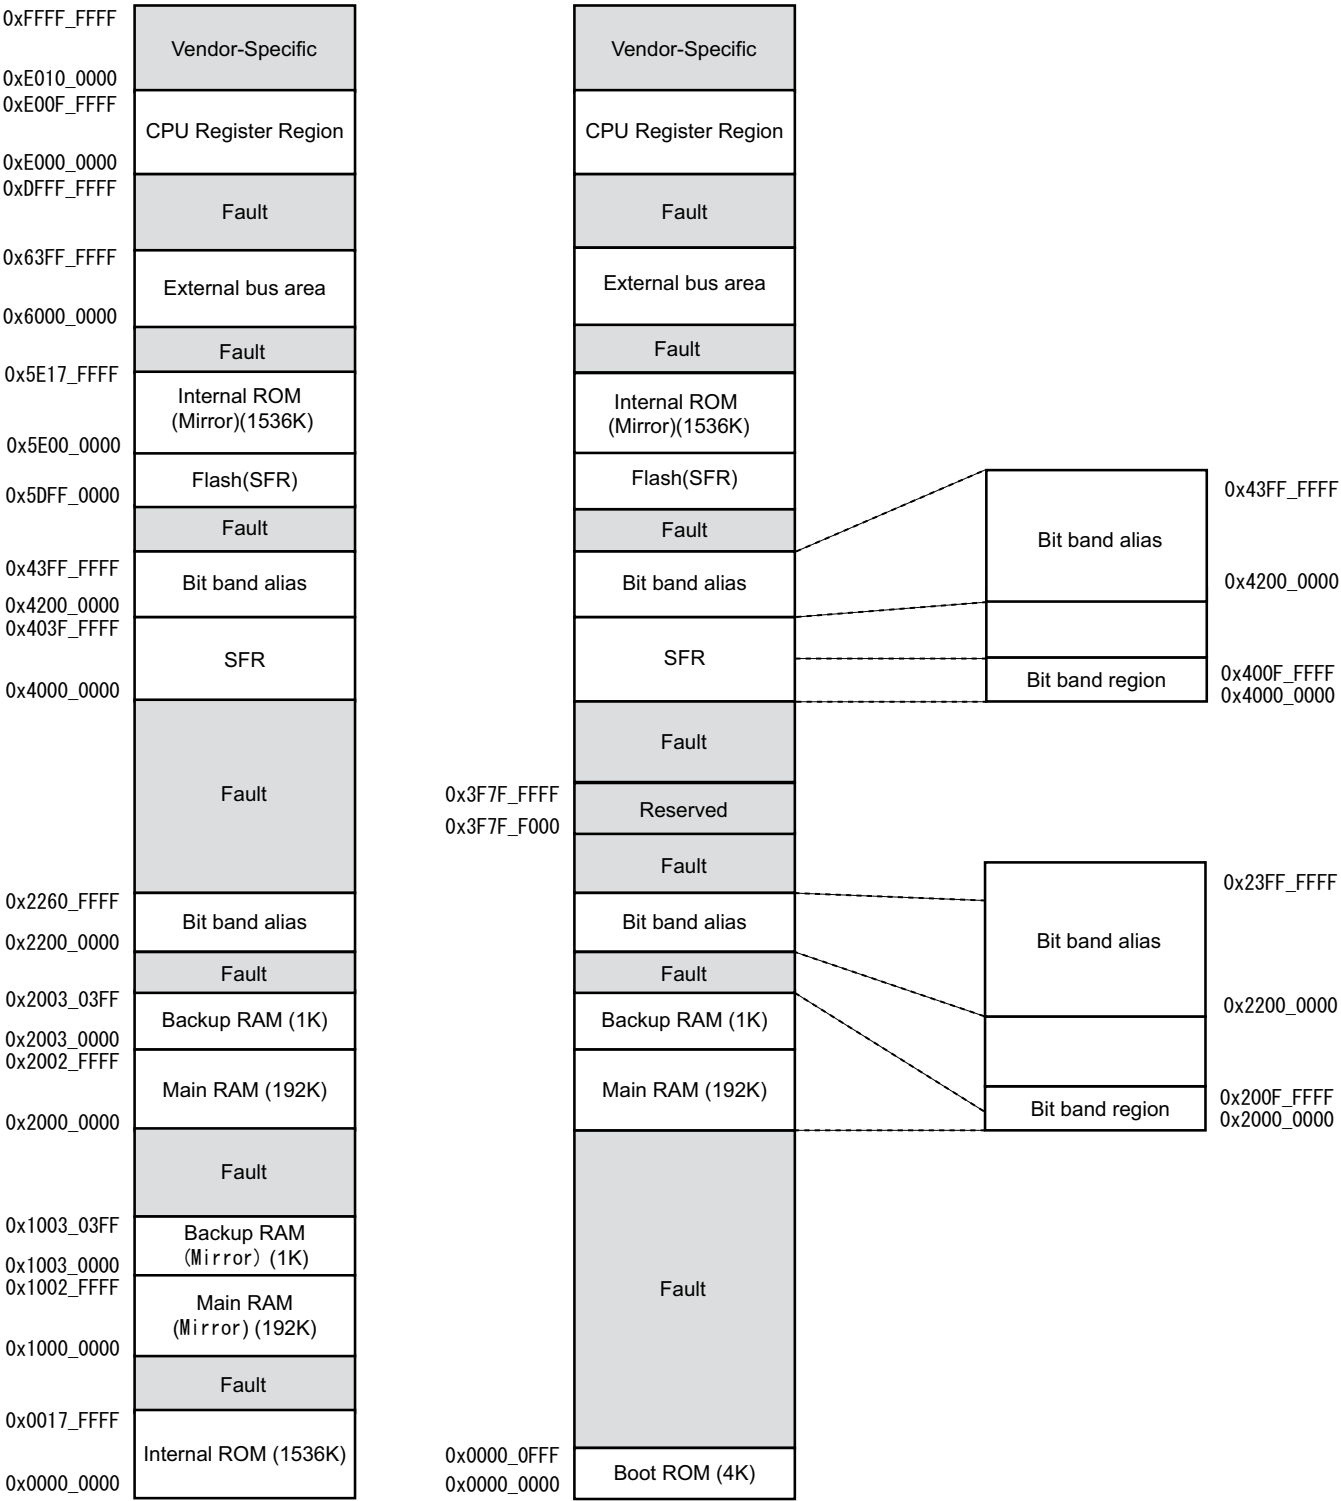 0xFFFF_FFFF
Vendor-Specific
0xE010_0000
0xE00F_FFFF
CPU Register Region
0xE000_0000
0xDFFF_FFFF
Fault
0x63FF_FFFF
External bus area
0x6000_0000
Fault
0x5E17_FFFF
Internal ROM
(Mirror)(1536K)
0x5E00_0000
Flash(SFR)
0x5DFF_0000
Fault
0x43FF_FFFF
Bit band alias
0x4200_0000
0x403F_FFFF
SFR
0x4000_0000
Fault
0x2260_FFFF
Bit band alias
0x2200_0000
Fault
0x2003_03FF
Backup RAM (1K)
0x2003_0000
0x2002_FFFF
Main RAM (192K)
0x2000_0000
Fault
0x1003_03FF
Backup RAM
(Mirror) (1K)
0x1003_0000
0x1002_FFFF
Main RAM
(Mirror) (192K)
0x1000_0000
Fault
0x0017_FFFF
Internal ROM (1536K)
0x0000_0000
Vendor-Specific
CPU Register Region
Fault
External bus area
Fault
Internal ROM
(Mirror)(1536K)
Flash(SFR)
Fault
Bit band alias
SFR
Fault
0x3F7F_FFFF
Reserved
0x3F7F_F000
Fault
Bit band alias
Fault
Backup RAM (1K)
Main RAM (192K)
Fault
0x0000_0FFF
Boot ROM (4K)
0x0000_0000
0x43FF_FFFF
Bit band alias
0x4200_0000
0x400F_FFFF
Bit band region
0x4000_0000
0x23FF_FFFF
Bit band alias
0x2200_0000
0x200F_FFFF
Bit band region
0x2000_0000